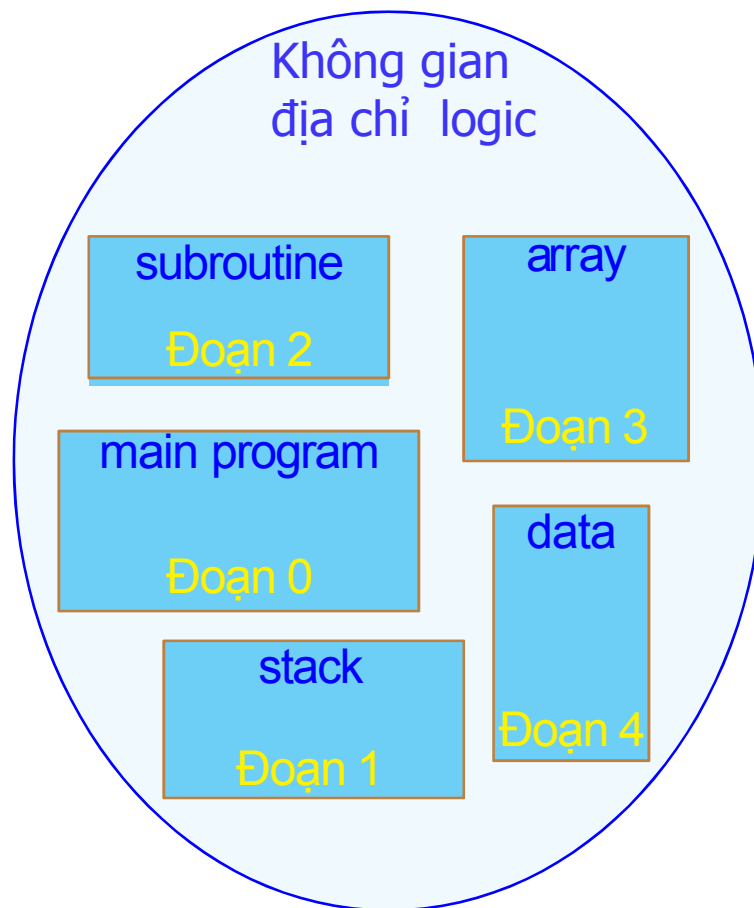 Không gian
địa chỉ logic
subroutine
Đoạn 2
array
Đoạn 3
main program
Đoạn 0
data
Đoạn 4
stack
Đoạn 1